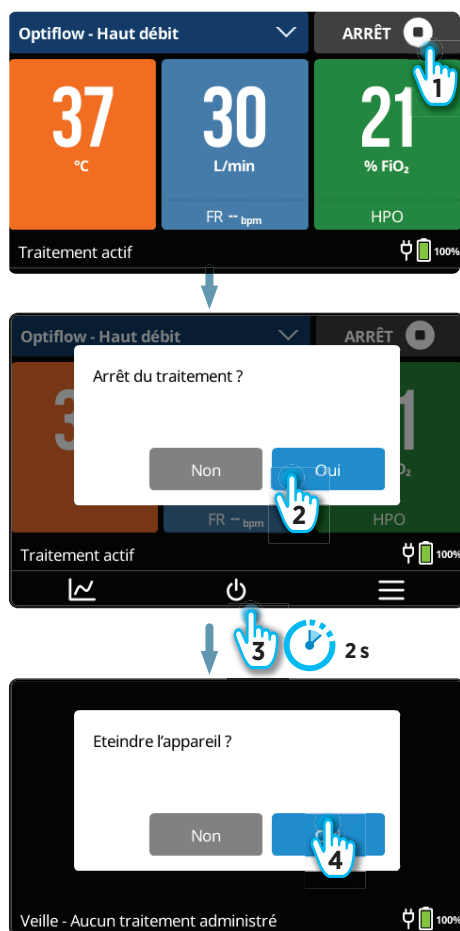 Optiflow - Haut débit ARRÊT
1
37 30 21
°C L/min % FiO₂
FR -- bpm HPO
Traitement actif 100%
Optiflow - Haut débit ARRÊT
Arrêt du traitement ?
Non Oui
2
FR -- bpm HPO
Traitement actif 100%
3 2 s
Eteindre l’appareil ?
Non
4
Veille - Aucun traitement administré 100%